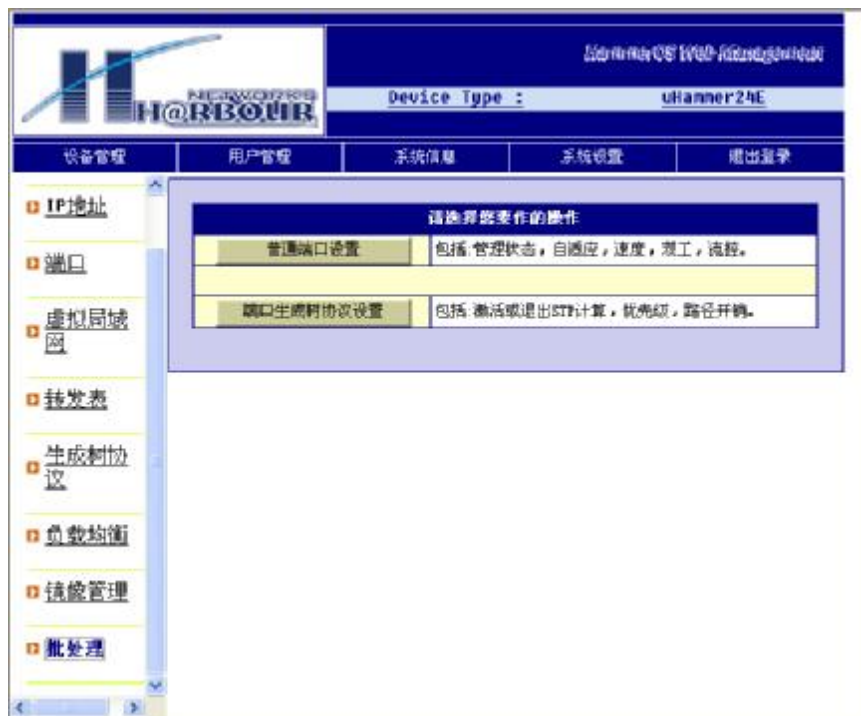 HammerOS Web Management
NETWORKS
H@RBOUR
Device Type : uHammer24E
设备管理 用户管理 系统信息 系统设置 退出登录
IP地址
端口
虚拟局域
网
转发表
生成树协
议
负载均衡
镜像管理
批处理
请选择您要作的操作
普通端口设置 包括:管理状态，自适应，速度，双工，流控。
端口生成树协议设置 包括:激活或退出STP计算，优先级，路径开销。